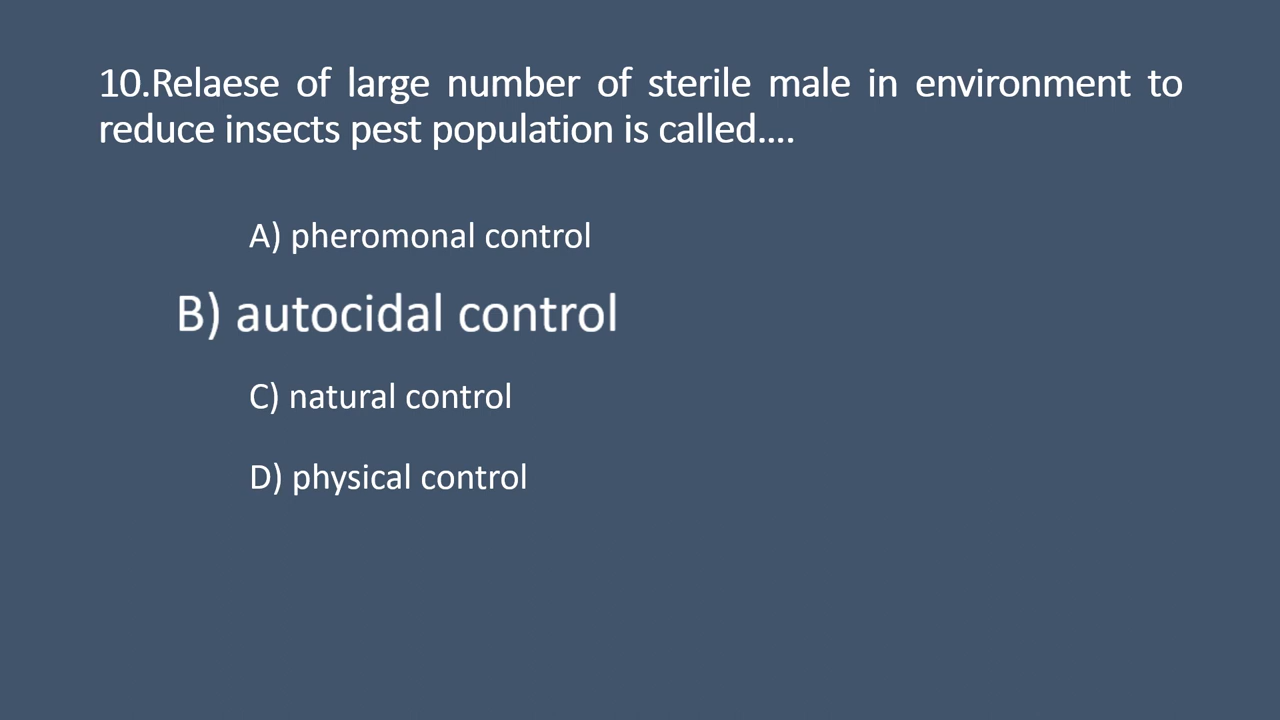 10.Relaese of large number of sterile male in environment to
reduce insects pest population is called....
A) pheromonal control
B) autocidal control
C) natural control
D) physical control